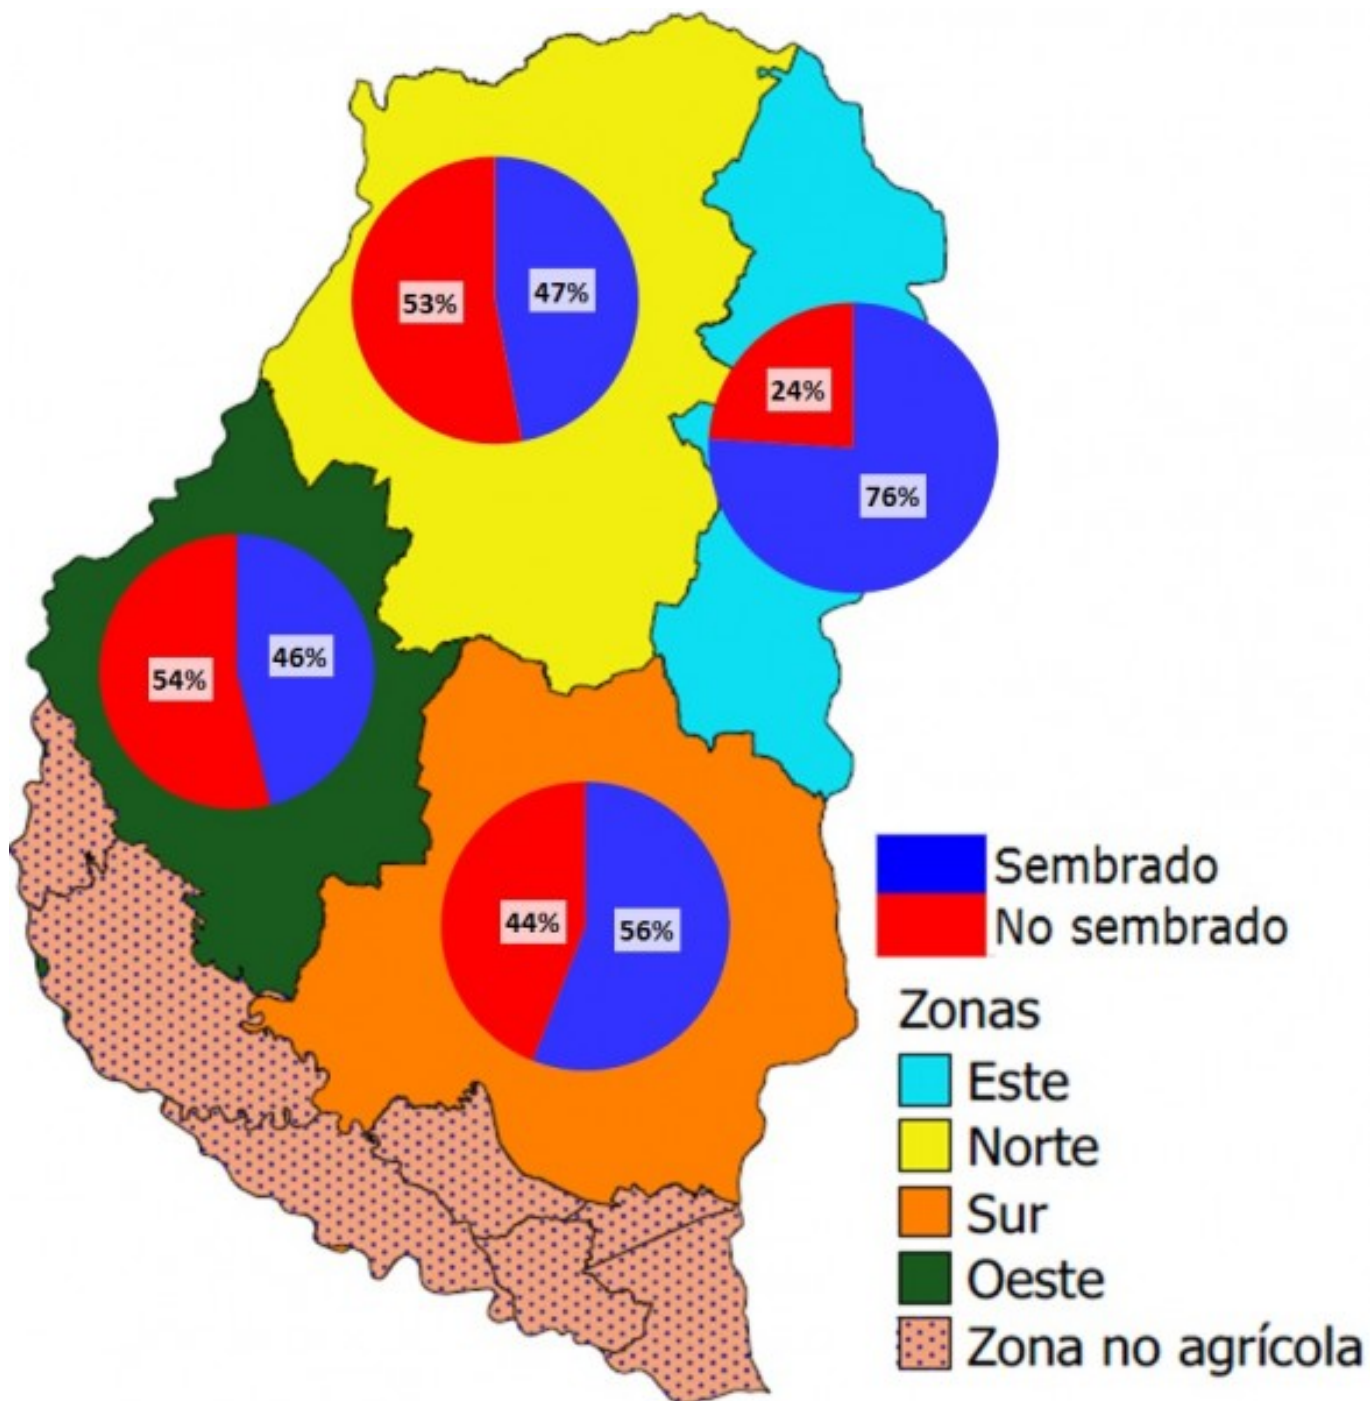 53%
47%
24%
76%
54%
46%
44%
56%
Sembrado
No sembrado
Zonas
Este
Norte
Sur
Oeste
Zona no agrícola